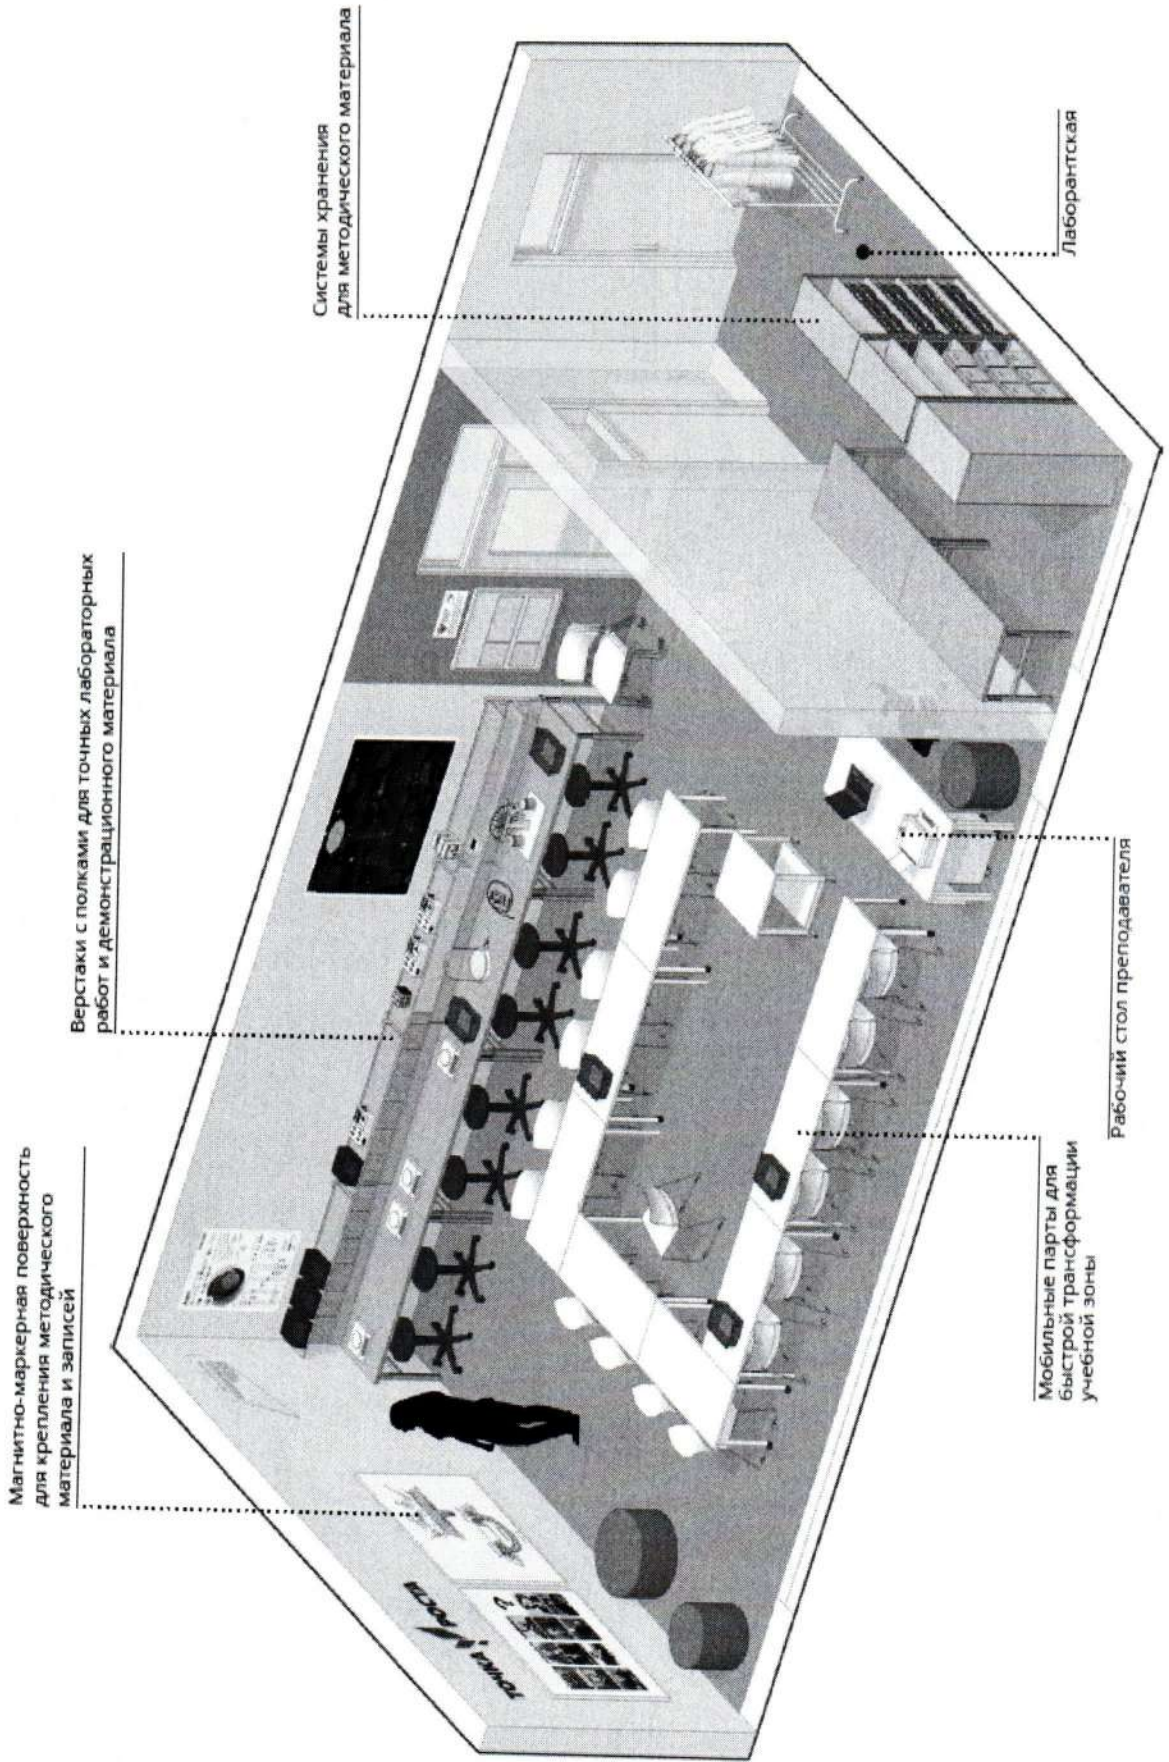 Магнитно-маркерная поверхность
для крепления методического
материала и записей
Верстаки с полками для точных лабораторных
работ и демонстрационного материала
Системы хранения
для методического материала
ТОЧКА РОСТА
Мобильные парты для
быстрой трансформации
учебной зоны
Рабочий стол преподавателя
Лаборантская